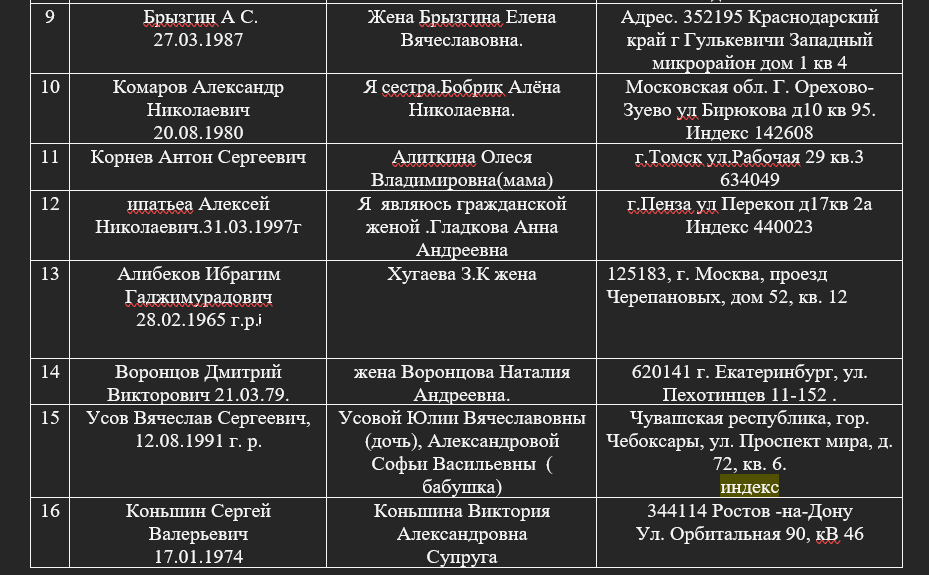 9
Брызгин А С.
27.03.1987
Жена Брызгина Елена
Вячеславовна.
Адрес. 352195 Краснодарский
край г Гулькевичи Западный
микрорайон дом 1 кв 4
10
Комаров Александр
Николаевич
20.08.1980
Я сестра.Бобрик Алёна
Николаевна.
Московская обл. Г. Орехово-
Зуево ул Бирюкова д10 кв 95.
Индекс 142608
11
Корнев Антон Сергеевич
Алиткина Олеся
Владимировна(мама)
г.Томск ул.Рабочая 29 кв.3
634049
12
ипатьеа Алексей
Николаевич.31.03.1997г
Я являюсь гражданской
женой .Гладкова Анна
Андреевна
г.Пенза ул Перекоп д17кв 2а
Индекс 440023
13
Алибеков Ибрагим
Гаджимурадович
28.02.1965 г.р.i
Хугаева З.К жена
125183, г. Москва, проезд
Черепановых, дом 52, кв. 12
14
Воронцов Дмитрий
Викторович 21.03.79.
жена Воронцова Наталия
Андреевна.
620141 г. Екатеринбург, ул.
Пехотинцев 11-152 .
15
Усов Вячеслав Сергеевич,
12.08.1991 г. р.
Усовой Юлии Вячеславовны
(дочь), Александровой
Софьи Васильевны (
бабушка)
Чувашская республика, гор.
Чебоксары, ул. Проспект мира, д.
72, кв. 6.
индекс
16
Коньшин Сергей
Валерьевич
17.01.1974
Коньшина Виктория
Александровна
Супруга
344114 Ростов -на-Дону
Ул. Орбитальная 90, кВ 46